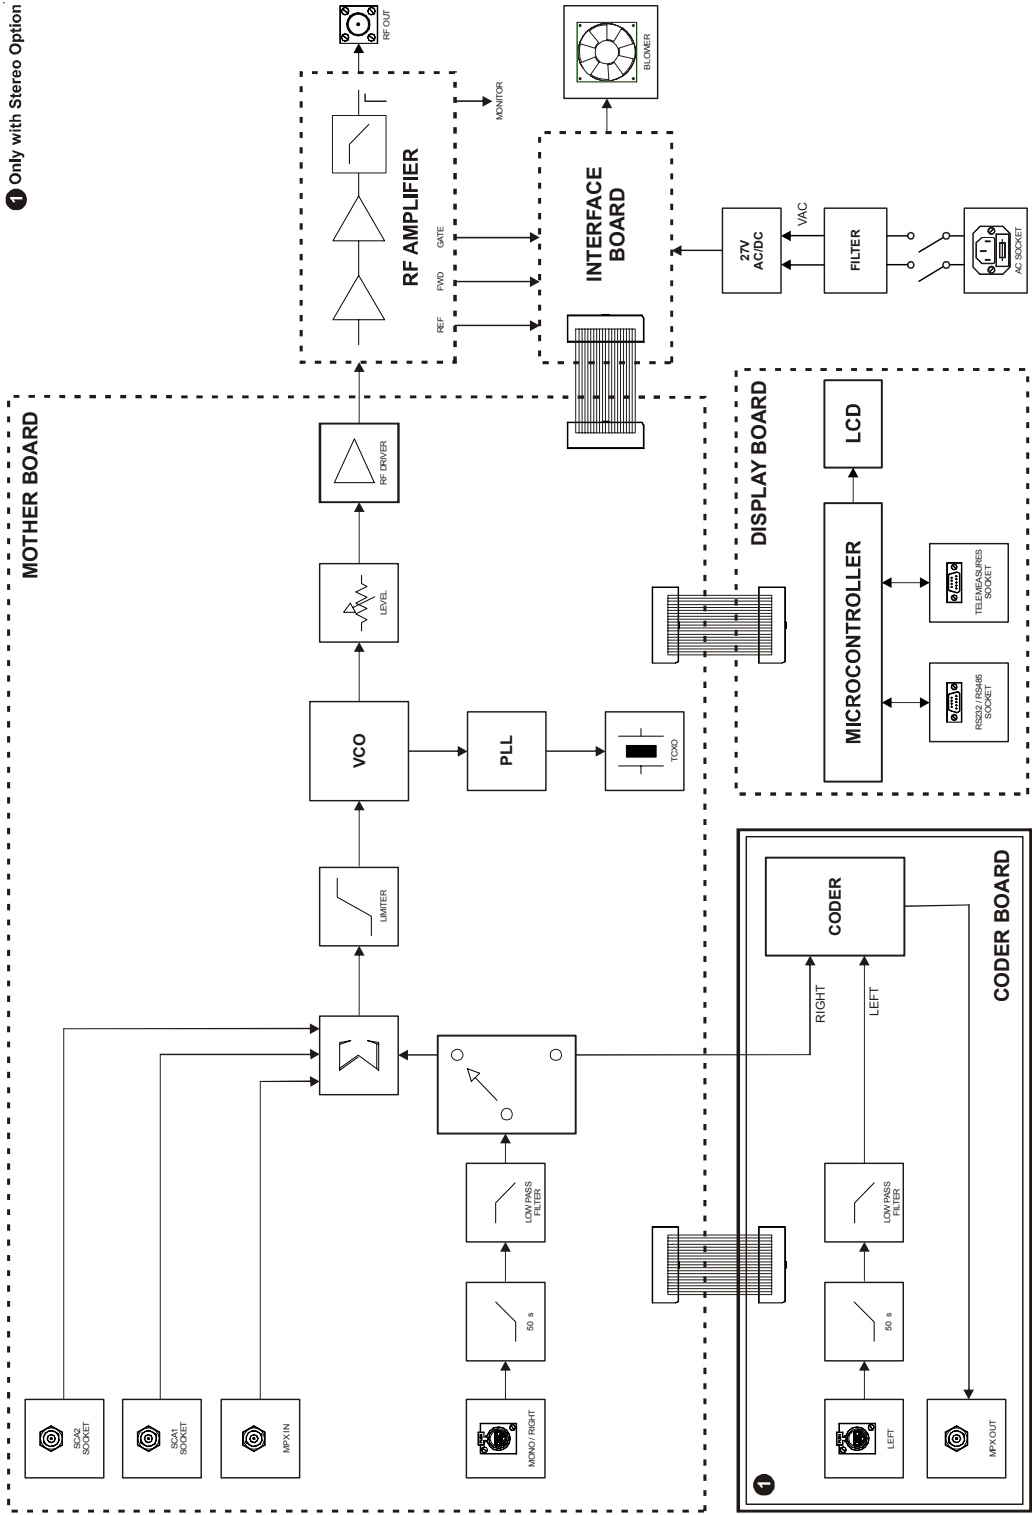 ❶ Only with Stereo Option
MOTHER BOARD
SCA2
SOCKET
SCA1
SOCKET
MPX IN
MONO / RIGHT
50 s
LOW PASS
FILTER
LIMITER
VCO
PLL
TCXO
LEVEL
RF DRIVER
RF AMPLIFIER
REF
FWD
GATE
MONITOR
RF OUT
INTERFACE
BOARD
BLOWER
27V
AC/DC
VAC
FILTER
AC SOCKET
DISPLAY BOARD
MICROCONTROLLER
LCD
RS232 / RS485
SOCKET
TELEMEASURES
SOCKET
❶
LEFT
50 s
LOW PASS
FILTER
RIGHT
LEFT
CODER
MPX OUT
CODER BOARD